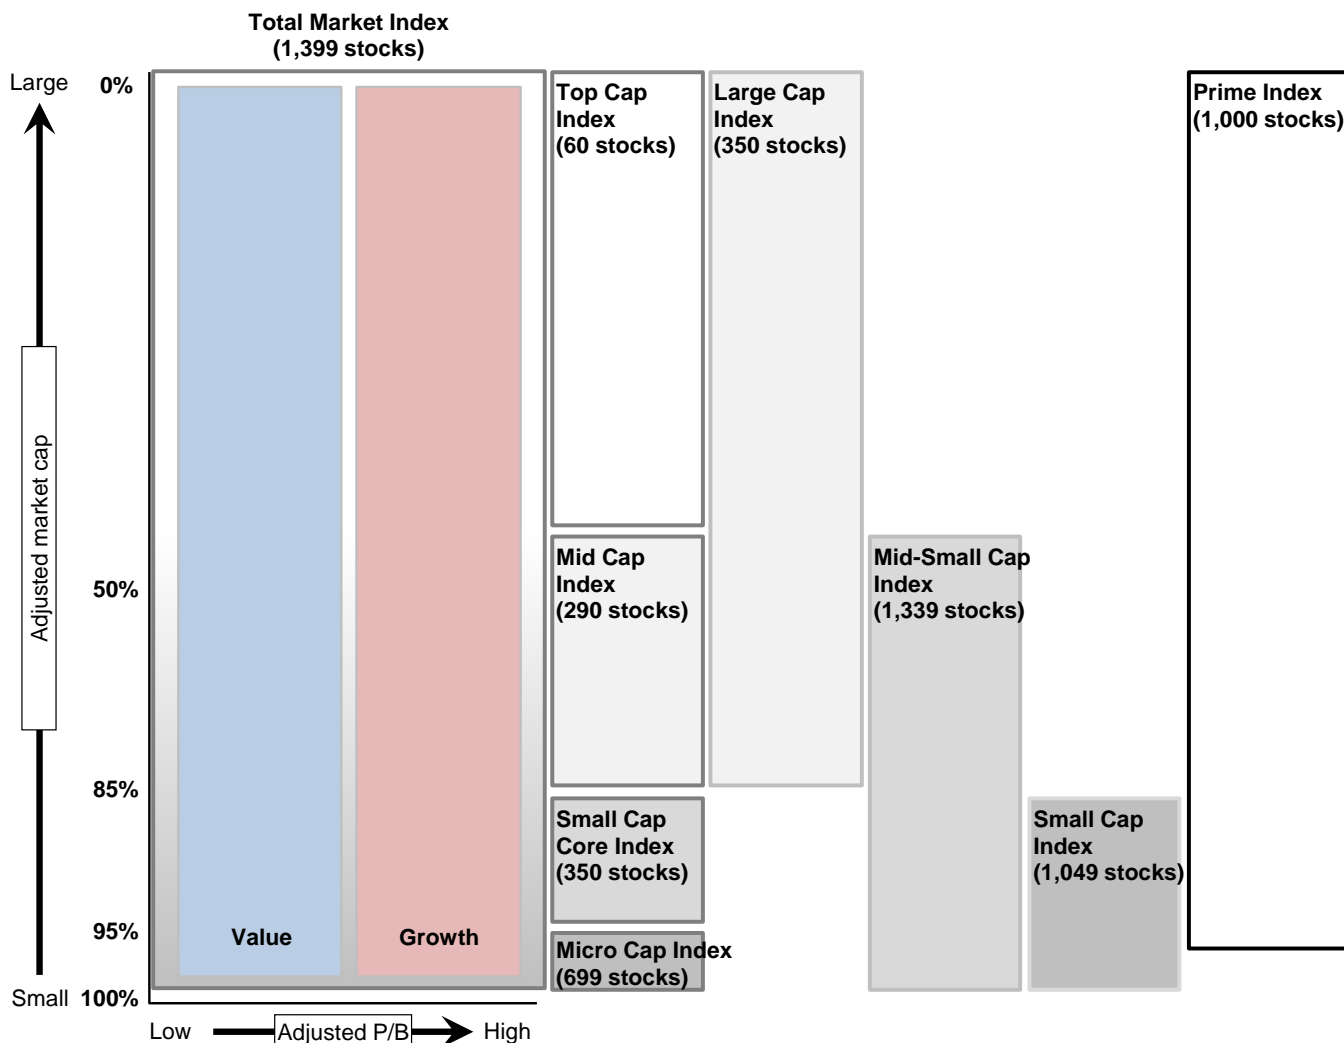 Total Market Index
(1,399 stocks)
Large
0%
Top Cap
Index
(60 stocks)
Large Cap
Index
(350 stocks)
Prime Index
(1,000 stocks)
Adjusted market cap
50%
Mid Cap
Index
(290 stocks)
Mid-Small Cap
Index
(1,339 stocks)
85%
Small Cap
Core Index
(350 stocks)
Small Cap
Index
(1,049 stocks)
95%
Value
Growth
Micro Cap Index
(699 stocks)
Small
100%
Low
Adjusted P/B
High